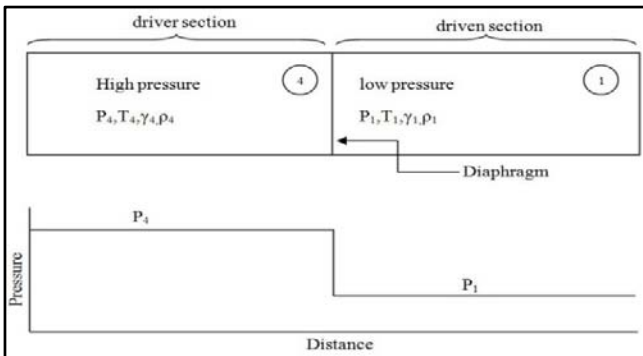 driver section
driven section
High pressure
4
low pressure
1
P₄,T₄,γ₄,ρ₄
P₁,T₁,γ₁,ρ₁
Diaphragm
P₄
P₁
Pressure
Distance